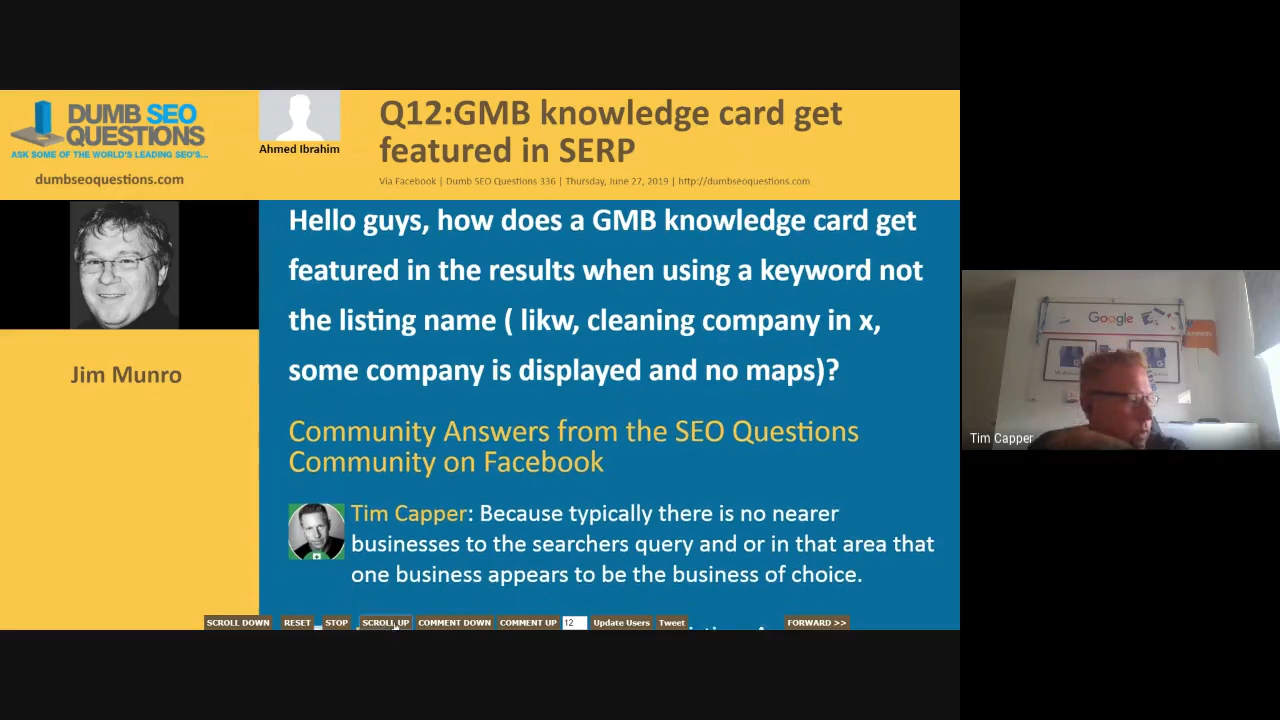 DUMB SEO
QUESTIONS
ASK SOME OF THE WORLD'S LEADING SEO'S...
dumbseoquestions.com
Ahmed Ibrahim
Q12:GMB knowledge card get
featured in SERP
Via Facebook | Dumb SEO Questions 336 | Thursday, June 27, 2019 | http://dumbseoquestions.com
Jim Munro
Hello guys, how does a GMB knowledge card get
featured in the results when using a keyword not
the listing name ( likw, cleaning company in x,
some company is displayed and no maps)?
Community Answers from the SEO Questions
Community on Facebook
Tim Capper: Because typically there is no nearer
businesses to the searchers query and or in that area that
one business appears to be the business of choice.
SCROLL DOWN RESET STOP SCROLL UP COMMENT DOWN COMMENT UP 12 Update Users Tweet FORWARD >>
Google
Tim Capper